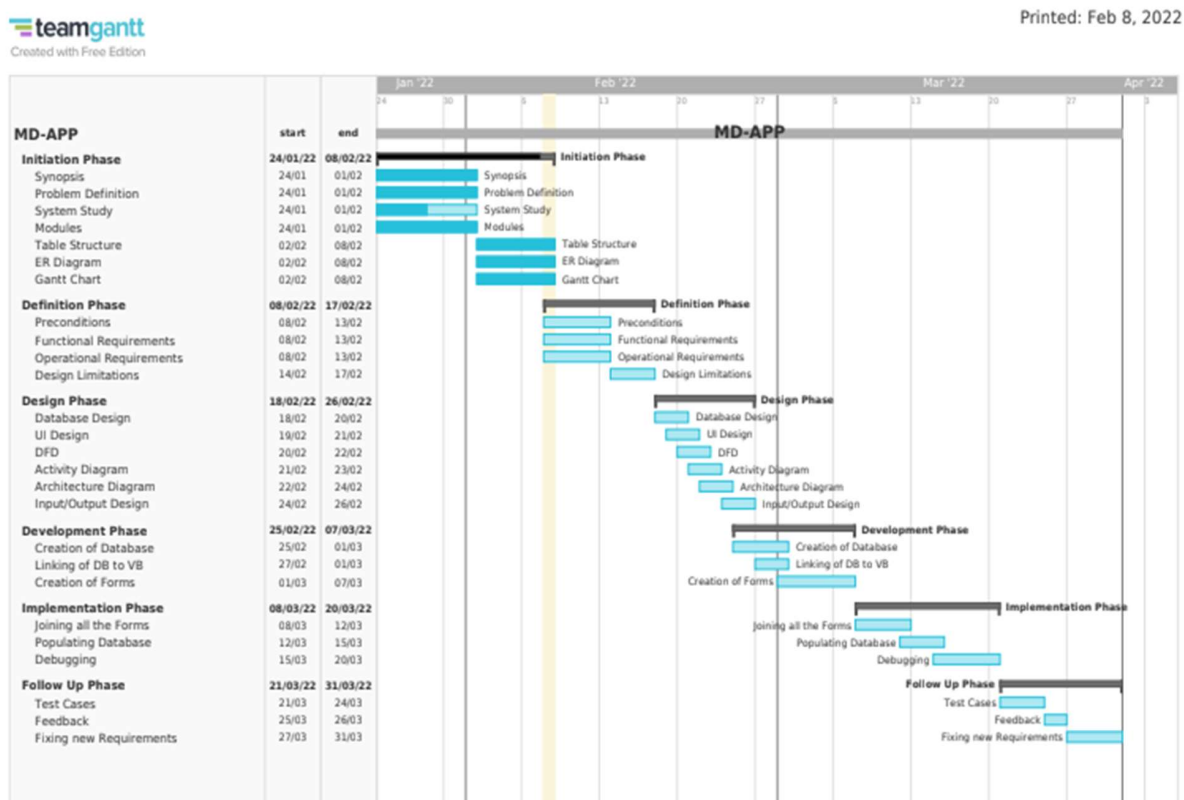 teamgantt
Created with Free Edition
Printed: Feb 8, 2022
Jan '22 Feb '22 Mar '22 Apr '22
24 30 5 13 20 27 5 13 20 27 3
MD-APP start end MD-APP
Initiation Phase 24/01/22 08/02/22 Initiation Phase
Synopsis 24/01 01/02 Synopsis
Problem Definition 24/01 01/02 Problem Definition
System Study 24/01 01/02 System Study
Modules 24/01 01/02 Modules
Table Structure 02/02 08/02 Table Structure
ER Diagram 02/02 08/02 ER Diagram
Gantt Chart 02/02 08/02 Gantt Chart
Definition Phase 08/02/22 17/02/22 Definition Phase
Preconditions 08/02 13/02 Preconditions
Functional Requirements 08/02 13/02 Functional Requirements
Operational Requirements 08/02 13/02 Operational Requirements
Design Limitations 14/02 17/02 Design Limitations
Design Phase 18/02/22 26/02/22 Design Phase
Database Design 18/02 20/02 Database Design
UI Design 19/02 21/02 UI Design
DFD 20/02 22/02 DFD
Activity Diagram 21/02 23/02 Activity Diagram
Architecture Diagram 22/02 24/02 Architecture Diagram
Input/Output Design 24/02 26/02 Input/Output Design
Development Phase 25/02/22 07/03/22 Development Phase
Creation of Database 25/02 01/03 Creation of Database
Linking of DB to VB 27/02 01/03 Linking of DB to VB
Creation of Forms 01/03 07/03 Creation of Forms
Implementation Phase 08/03/22 20/03/22 Implementation Phase
Joining all the Forms 08/03 12/03 Joining all the Forms
Populating Database 12/03 15/03 Populating Database
Debugging 15/03 20/03 Debugging
Follow Up Phase 21/03/22 31/03/22 Follow Up Phase
Test Cases 21/03 24/03 Test Cases
Feedback 25/03 26/03 Feedback
Fixing new Requirements 27/03 31/03 Fixing new Requirements